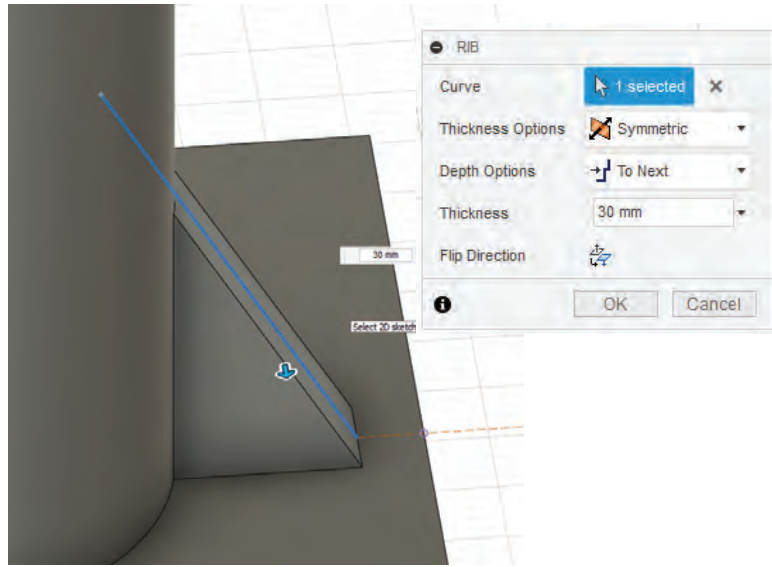 RIB
Curve 1 selected
Thickness Options Symmetric
Depth Options To Next
Thickness 30 mm
Flip Direction
OK Cancel
30 mm
Select 2D sketch